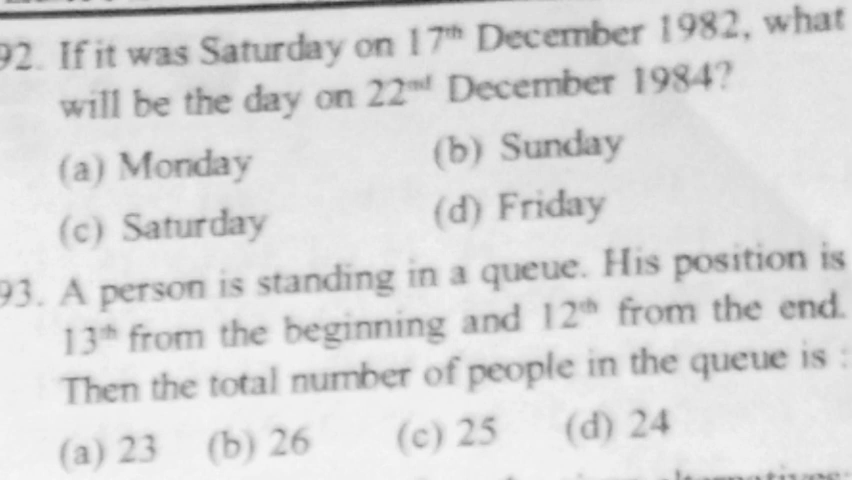 92. If it was Saturday on 17th December 1982, what
will be the day on 22nd December 1984?
(a) Monday (b) Sunday
(c) Saturday (d) Friday
93. A person is standing in a queue. His position is
13th from the beginning and 12th from the end.
Then the total number of people in the queue is :
(a) 23 (b) 26 (c) 25 (d) 24